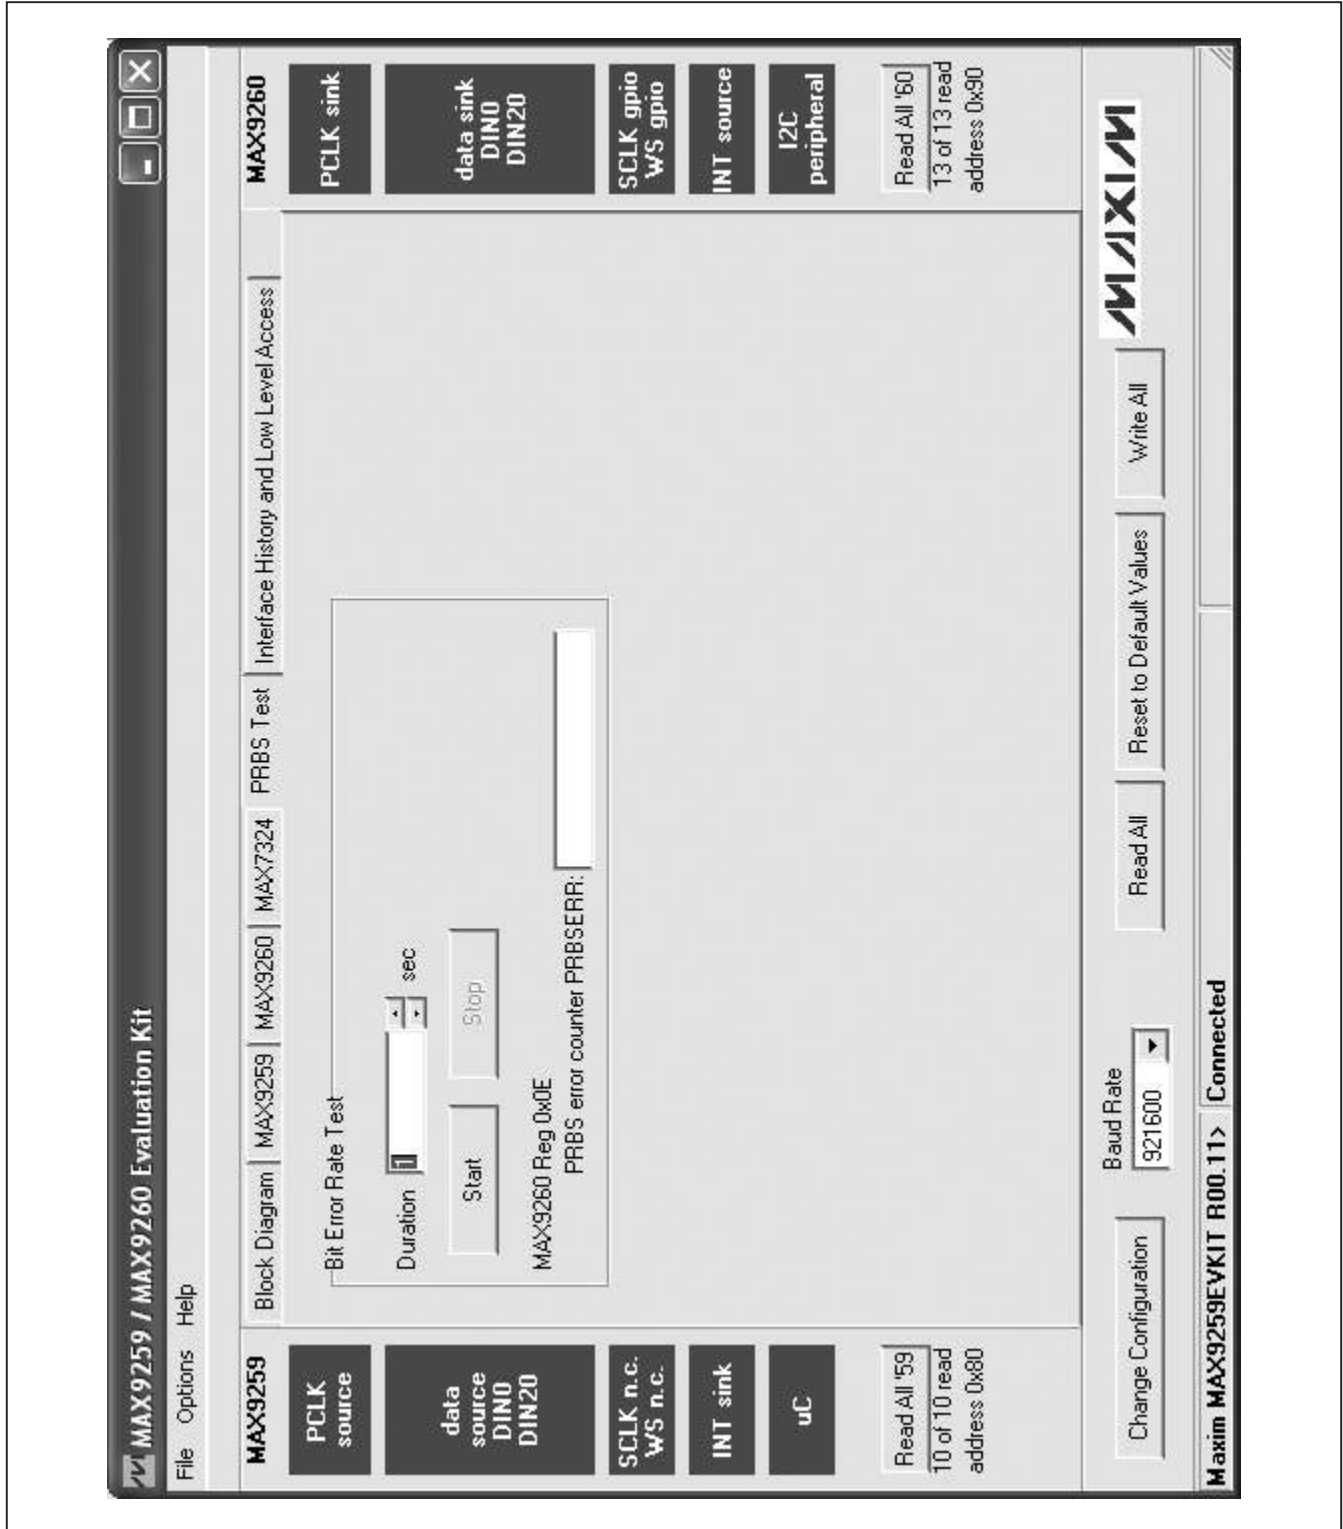 MAX9259 / MAX9260 Evaluation Kit
File Options Help
MAX9259
PCLK
source
data
source
DIN0
DIN20
SCLK n.c.
WS n.c.
INT sink
uC
Read All '59
10 of 10 read
address 0x80
Block Diagram MAX9259 MAX9260 MAX7324 PRBS Test Interface History and Low Level Access
Bit Error Rate Test
Duration 1 sec
Start Stop
MAX9260 Reg 0x0E
PRBS error counter PRBSERR:
MAX9260
PCLK sink
data sink
DIN0
DIN20
SCLK gpio
WS gpio
INT source
I2C
peripheral
Read All '60
13 of 13 read
address 0x90
Change Configuration
Baud Rate
921600
Read All Reset to Default Values Write All
MAXIM
Maxim MAX9259EVKIT R00.11> Connected